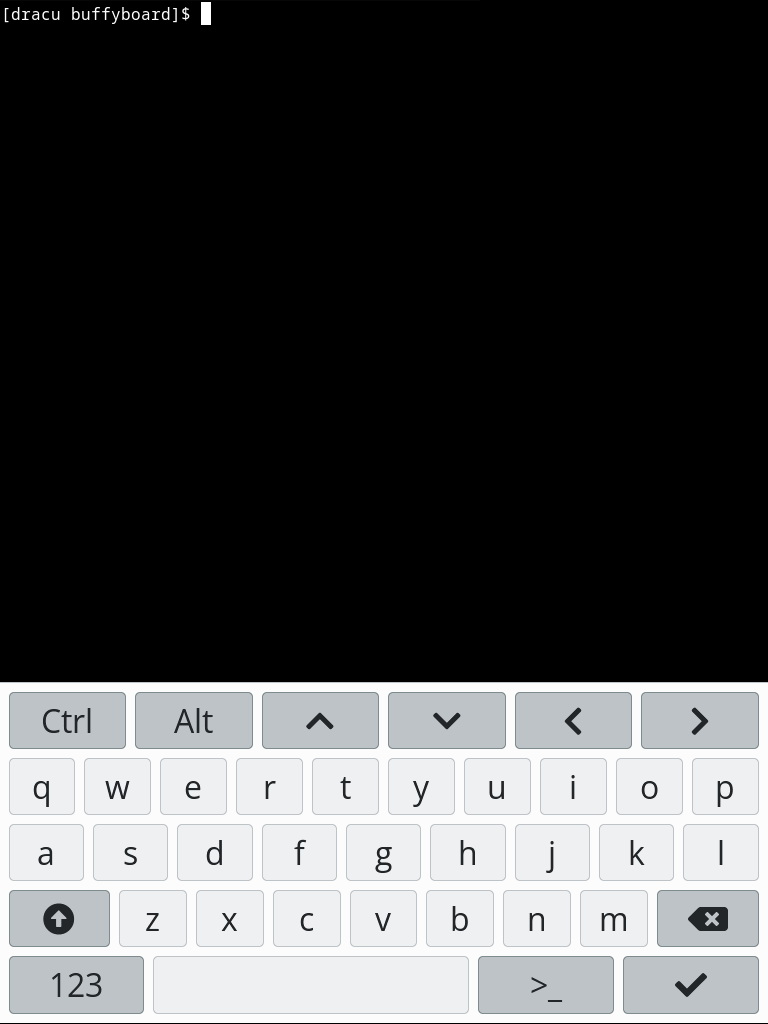 [dracu buffyboard]$
Ctrl Alt
q w e r t y u i o p
a s d f g h j k l
z x c v b n m
123 >_